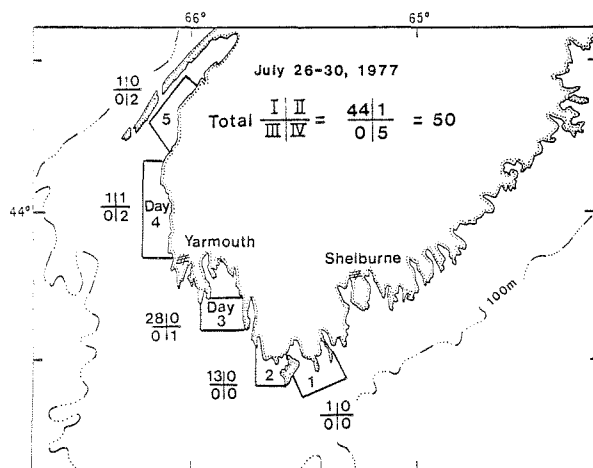 66° 65°
July 26-30, 1977
1|0
0|2
5
Total I|II = 44|1 = 50
III|IV 0|5
44°
1|1
0|2
Day
4
Yarmouth
Shelburne
100m
Day
3
28|0
0|1
13|0
0|0
2
1
1|0
0|0